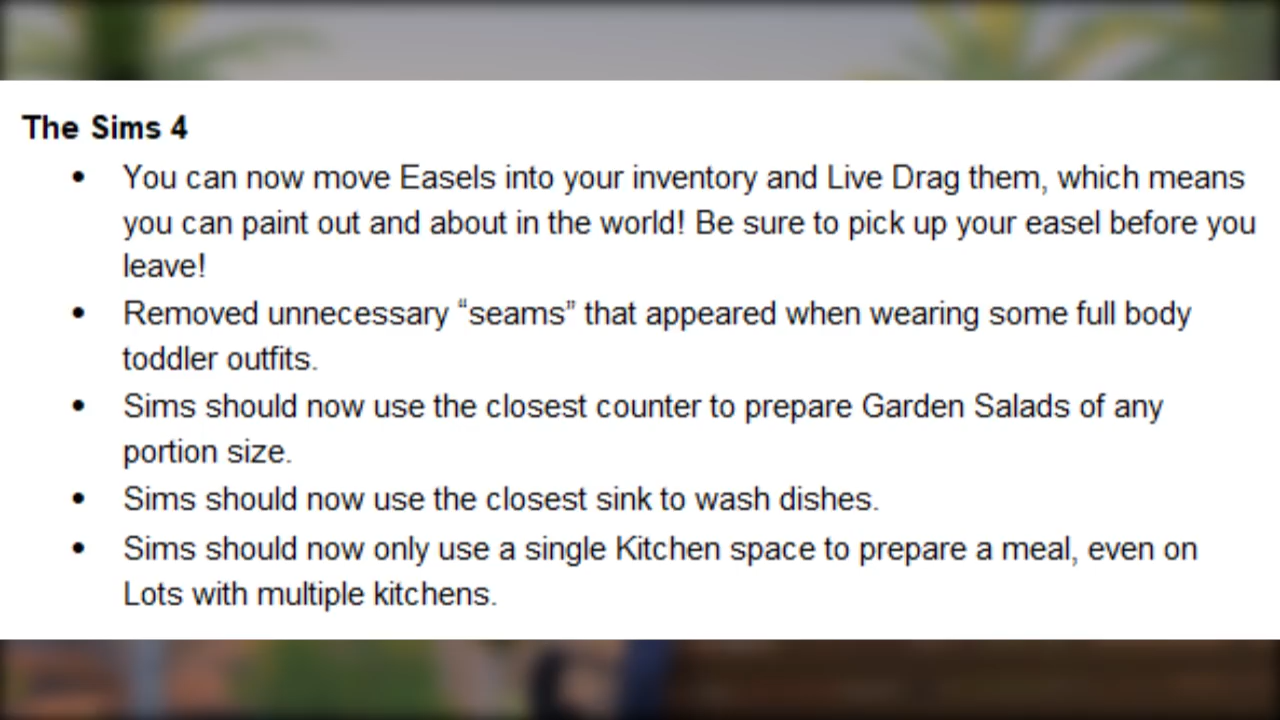 The Sims 4
• You can now move Easels into your inventory and Live Drag them, which means
you can paint out and about in the world! Be sure to pick up your easel before you
leave!
• Removed unnecessary “seams” that appeared when wearing some full body
toddler outfits.
• Sims should now use the closest counter to prepare Garden Salads of any
portion size.
• Sims should now use the closest sink to wash dishes.
• Sims should now only use a single Kitchen space to prepare a meal, even on
Lots with multiple kitchens.